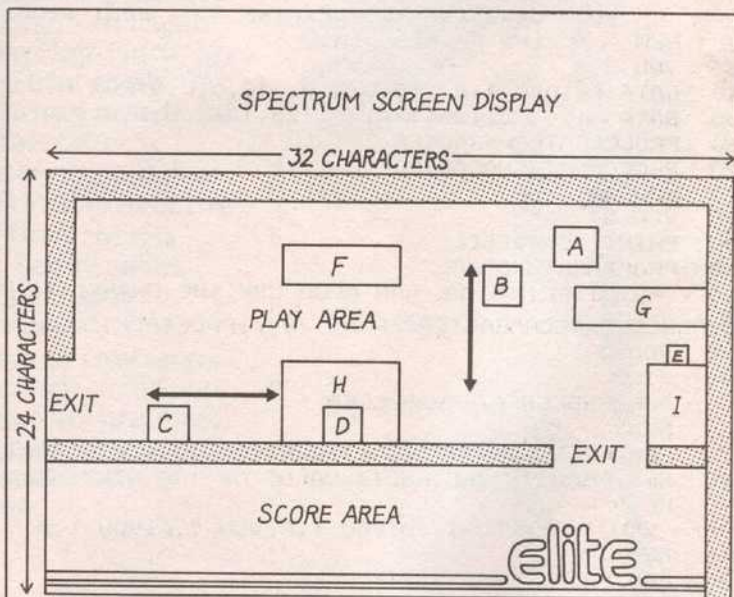 SPECTRUM SCREEN DISPLAY
32 CHARACTERS
24 CHARACTERS
A
F
B
G
PLAY AREA
E
H
I
EXIT
C
D
EXIT
SCORE AREA
elite